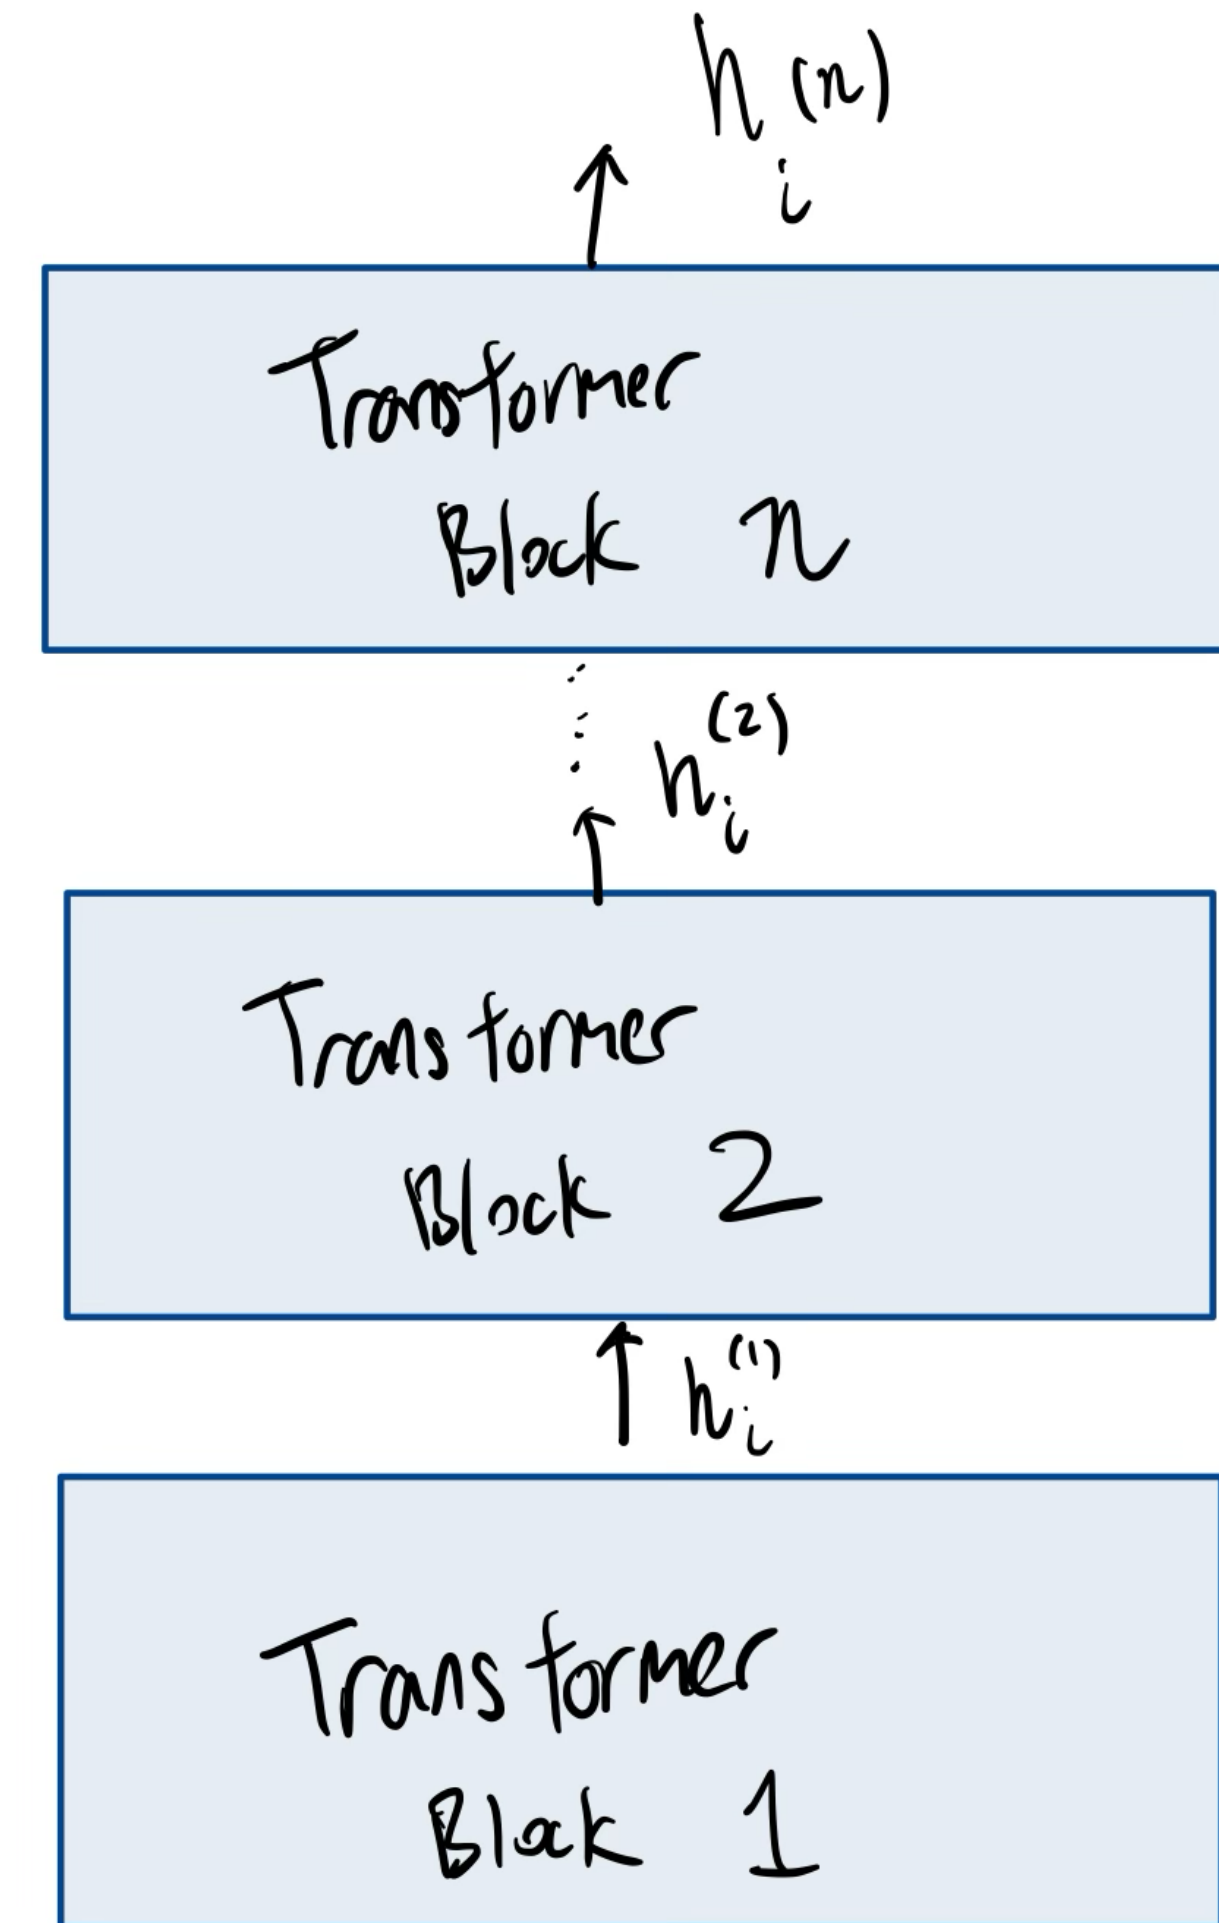 h_i^(n)
Transformer
Block n
h_i^(2)
Transformer
Block 2
h_i^(1)
Transformer
Block 1